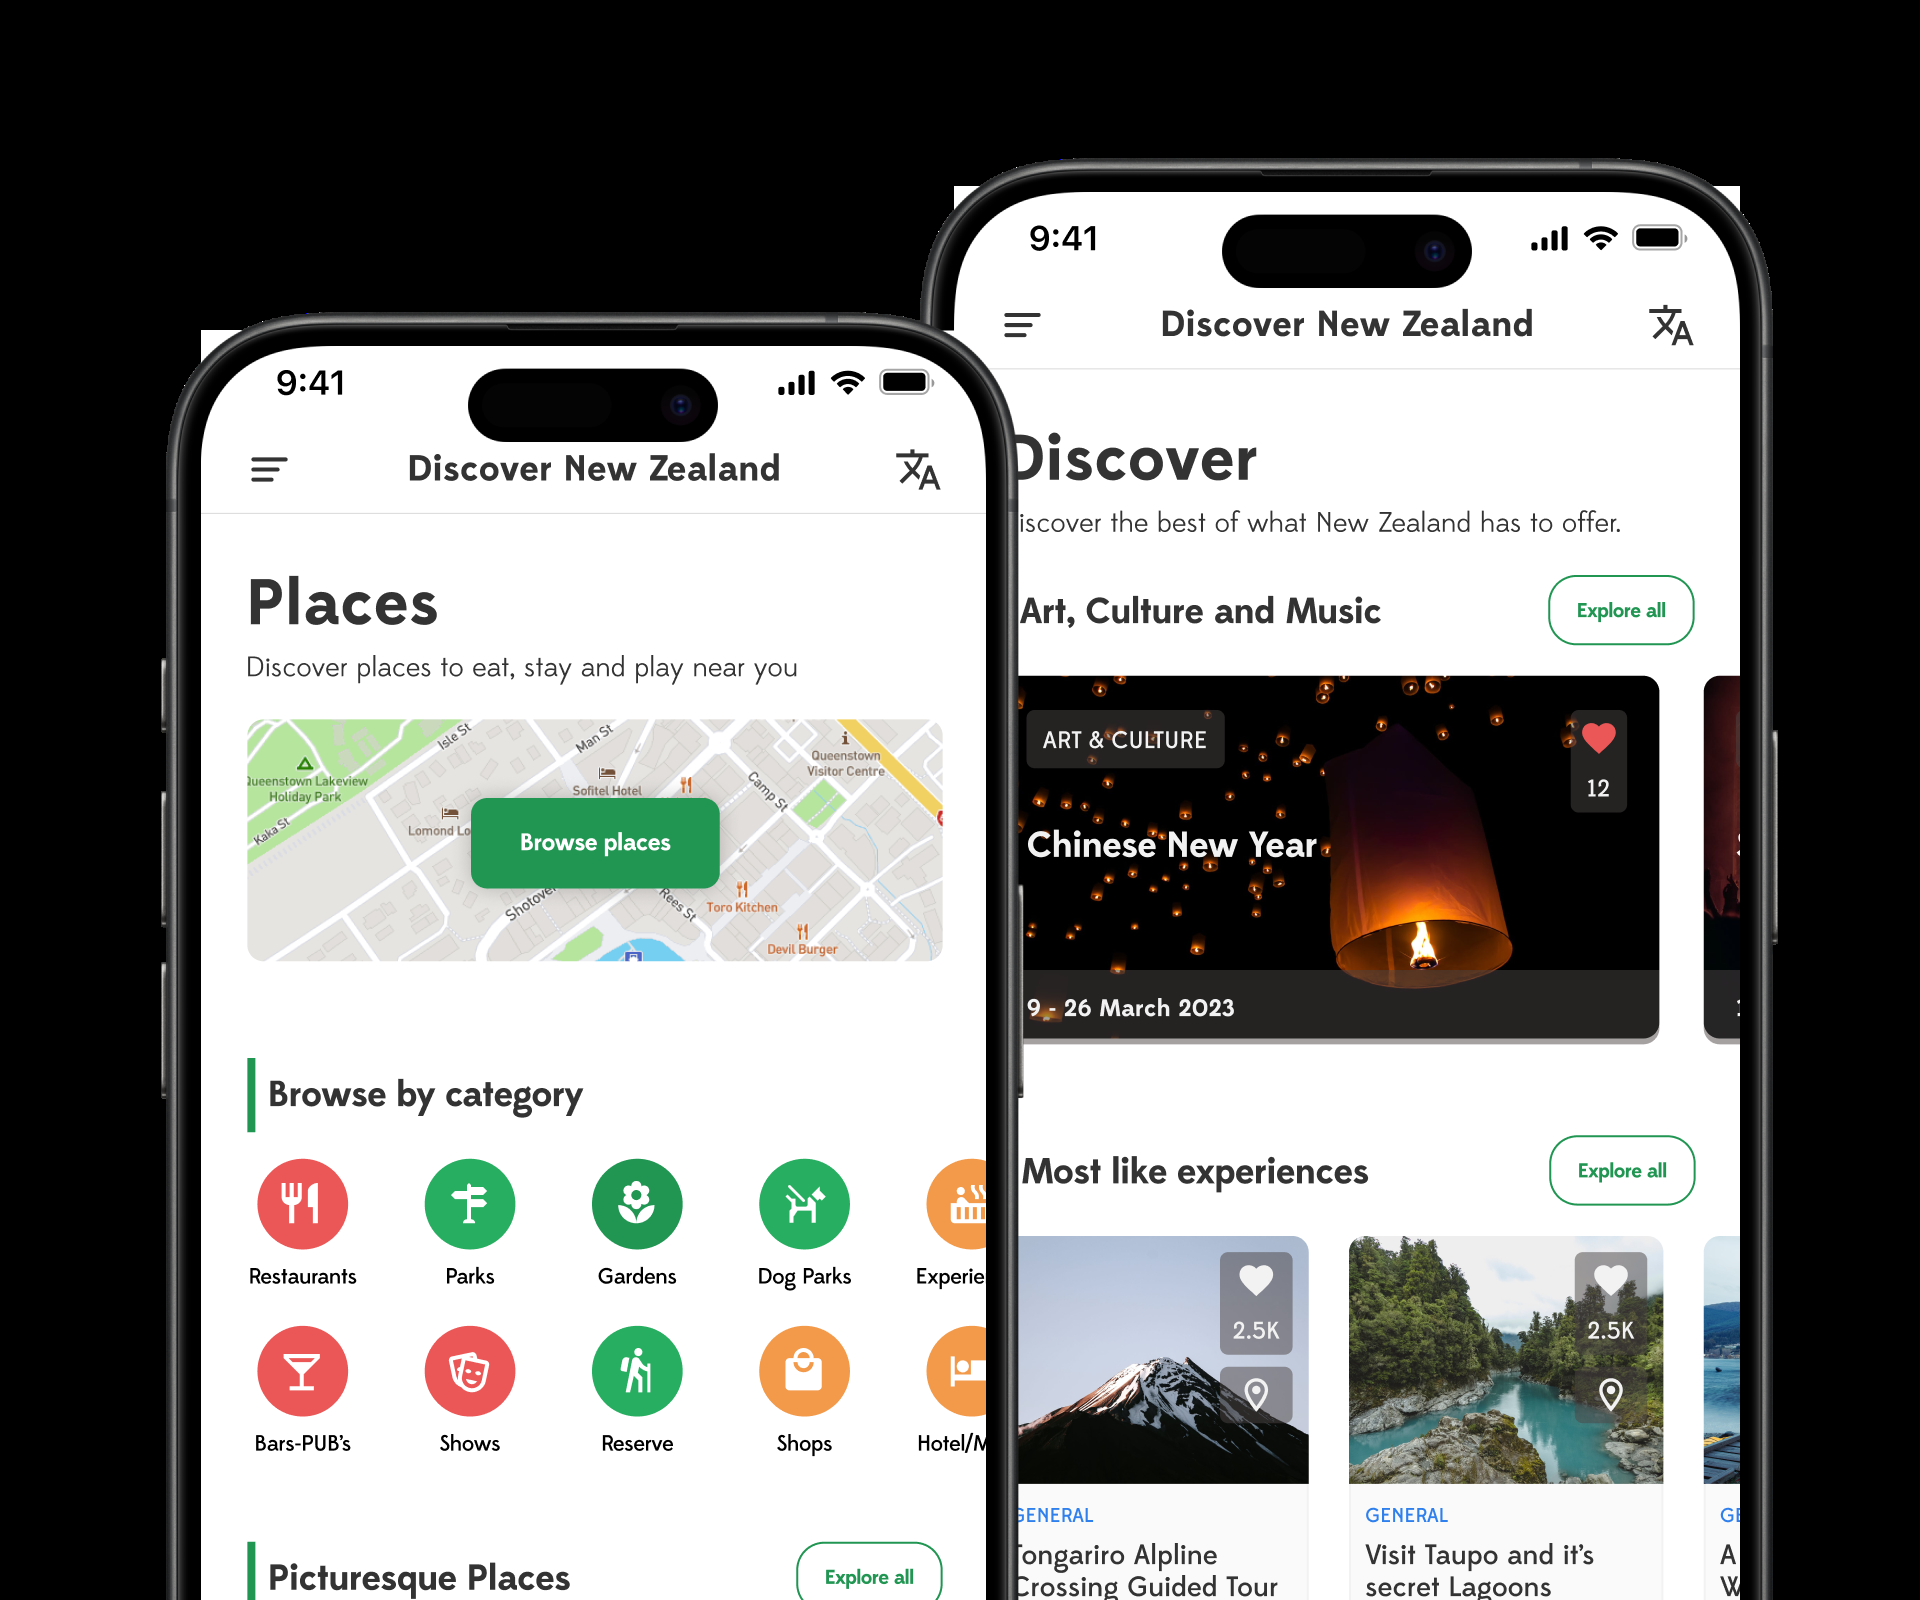 9:41
Discover New Zealand
Places
Discover places to eat, stay and play near you
Isle St
Man St
Queenstown
Visitor Centre
Queenstown Lakeview
Holiday Park
Sofitel Hotel
Camp St
Kaka St
Lomond Lo
Browse places
Shotover
Rees St
Toro Kitchen
Devil Burger
Browse by category
Restaurants
Parks
Gardens
Dog Parks
Experie
Bars-PUB's
Shows
Reserve
Shops
Hotel/M
Picturesque Places
Explore all
9:41
Discover New Zealand
Discover
iscover the best of what New Zealand has to offer.
Art, Culture and Music
Explore all
ART & CULTURE
12
Chinese New Year
9 - 26 March 2023
Most like experiences
Explore all
2.5K
2.5K
GENERAL
Tongariro Alpline
Crossing Guided Tour
GENERAL
Visit Taupo and it's
secret Lagoons
GE
A
W